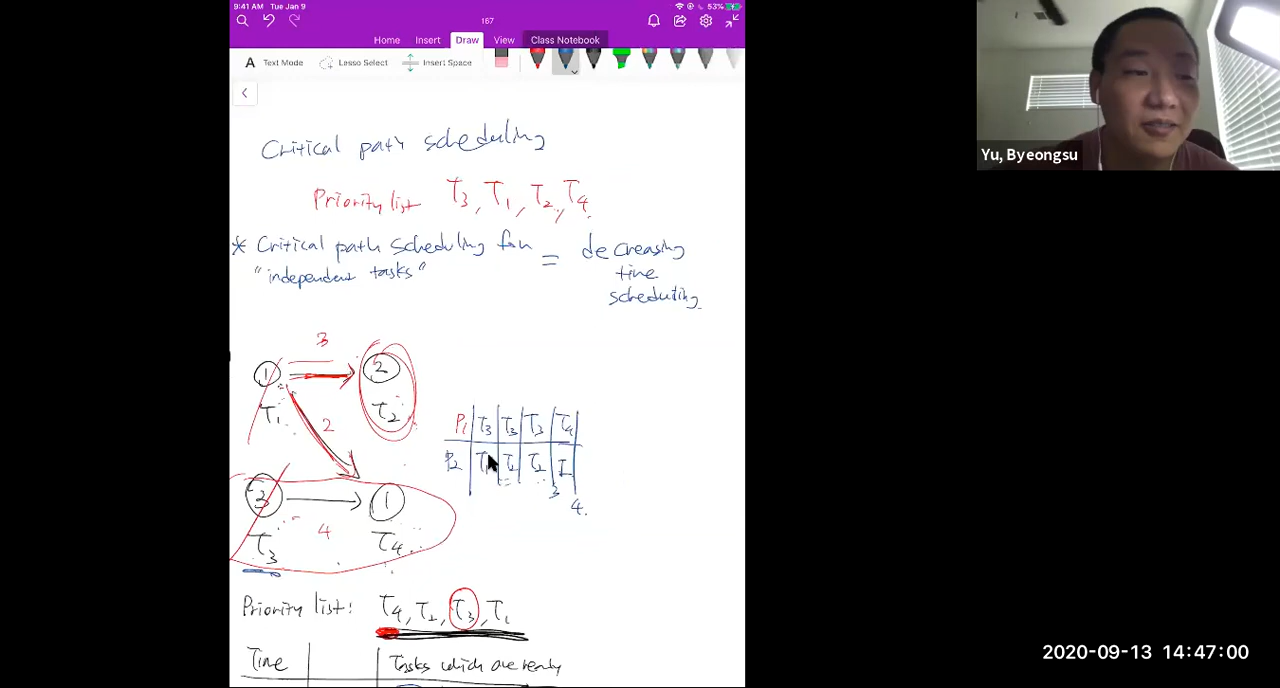 9:41 AM Tue Jan 9
53%
167
Home Insert Draw View Class Notebook
A Text Mode Lasso Select Insert Space
Yu, Byeongsu
Critical path scheduling
Priority list T3, T1, T2, T4.
* Critical path scheduling for = decreasing
"independent tasks" time
scheduling
3
1 2
T1 T2
2
P1 T3 T3 T3 T4
P2 T1 T2 T2
3
4.
3 1
4
T3 T4
Priority list: T4, T2, T3, T1
Time Tasks which are ready
2020-09-13 14:47:00